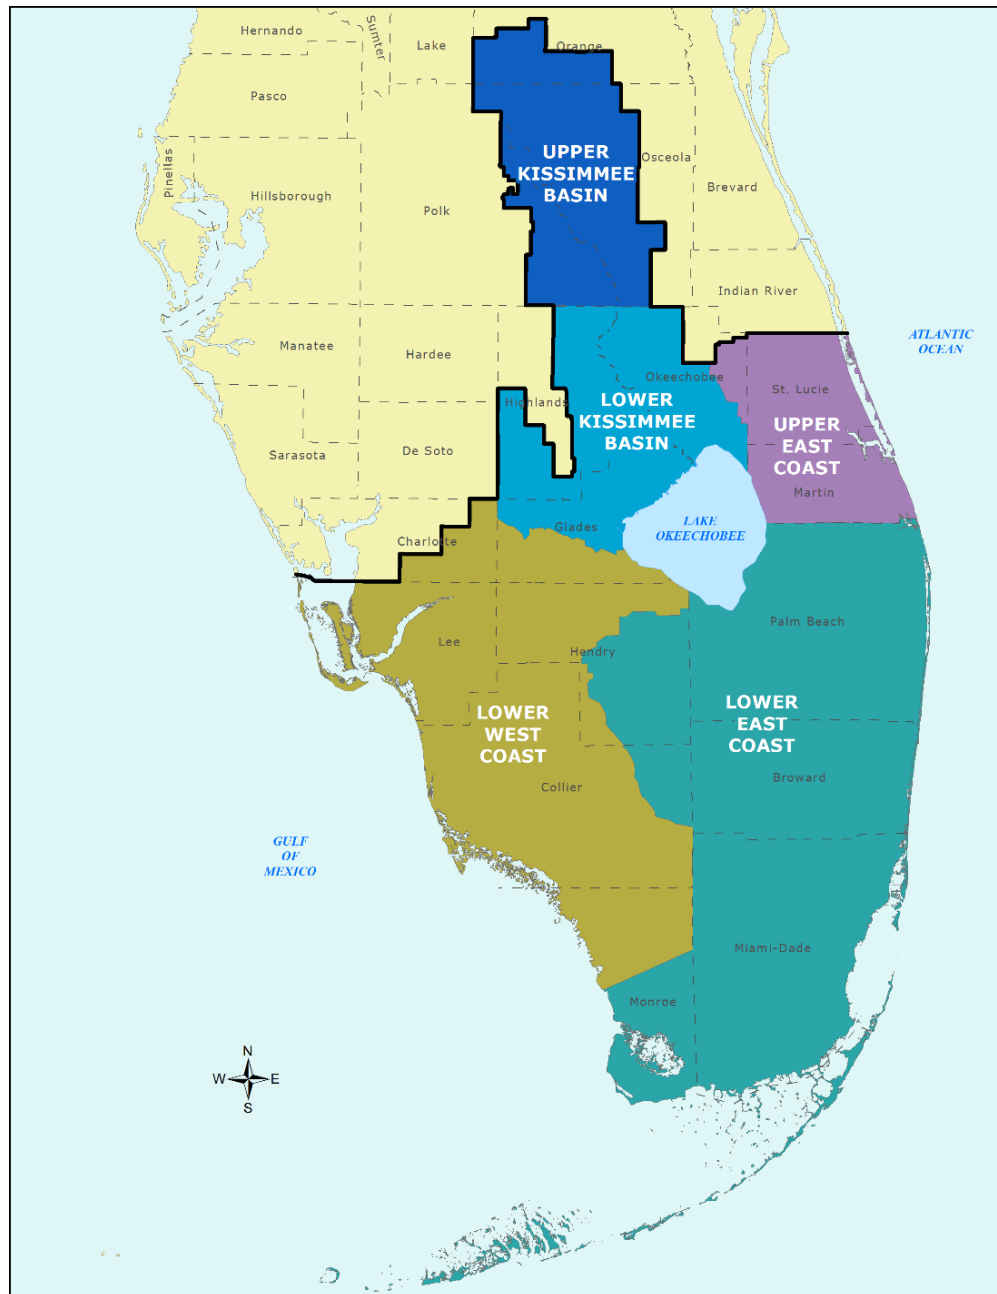 Hernando
Sumter
Lake
Orange
Pasco
Pinellas
Hillsborough
Polk
UPPER
KISSIMMEE
BASIN
Osceola
Brevard
Indian River
ATLANTIC
OCEAN
Manatee
Hardee
Okeechobee
St. Lucie
Highlands
LOWER
KISSIMMEE
BASIN
UPPER
EAST
COAST
Sarasota
De Soto
Martin
Charlotte
Glades
LAKE
OKEECHOBEE
Palm Beach
Lee
Hendry
LOWER
WEST
COAST
LOWER
EAST
COAST
Collier
Broward
GULF
OF
MEXICO
Miami-Dade
Monroe
N
W E
S